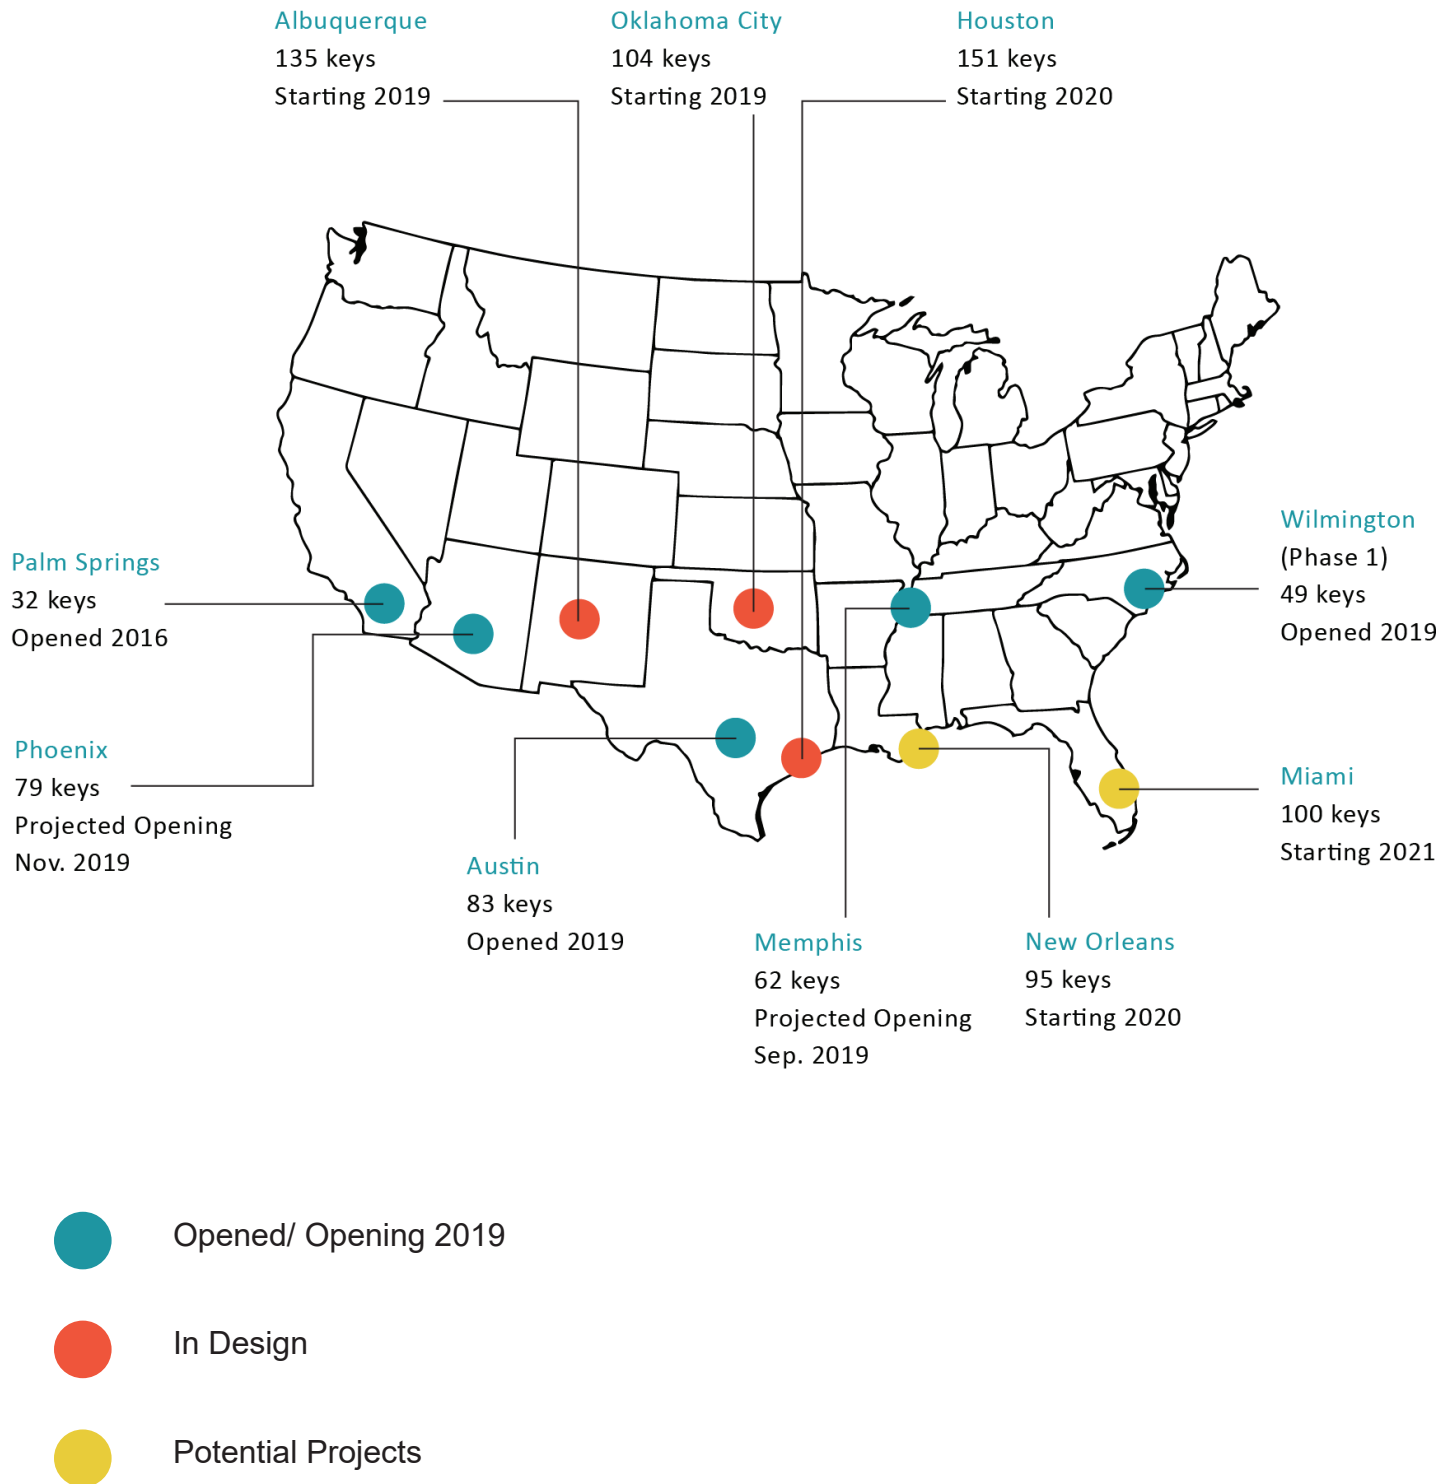 Albuquerque
135 keys
Starting 2019
Oklahoma City
104 keys
Starting 2019
Houston
151 keys
Starting 2020
Palm Springs
32 keys
Opened 2016
Wilmington
(Phase 1)
49 keys
Opened 2019
Phoenix
79 keys
Projected Opening
Nov. 2019
Miami
100 keys
Starting 2021
Austin
83 keys
Opened 2019
Memphis
62 keys
Projected Opening
Sep. 2019
New Orleans
95 keys
Starting 2020
Opened/ Opening 2019
In Design
Potential Projects